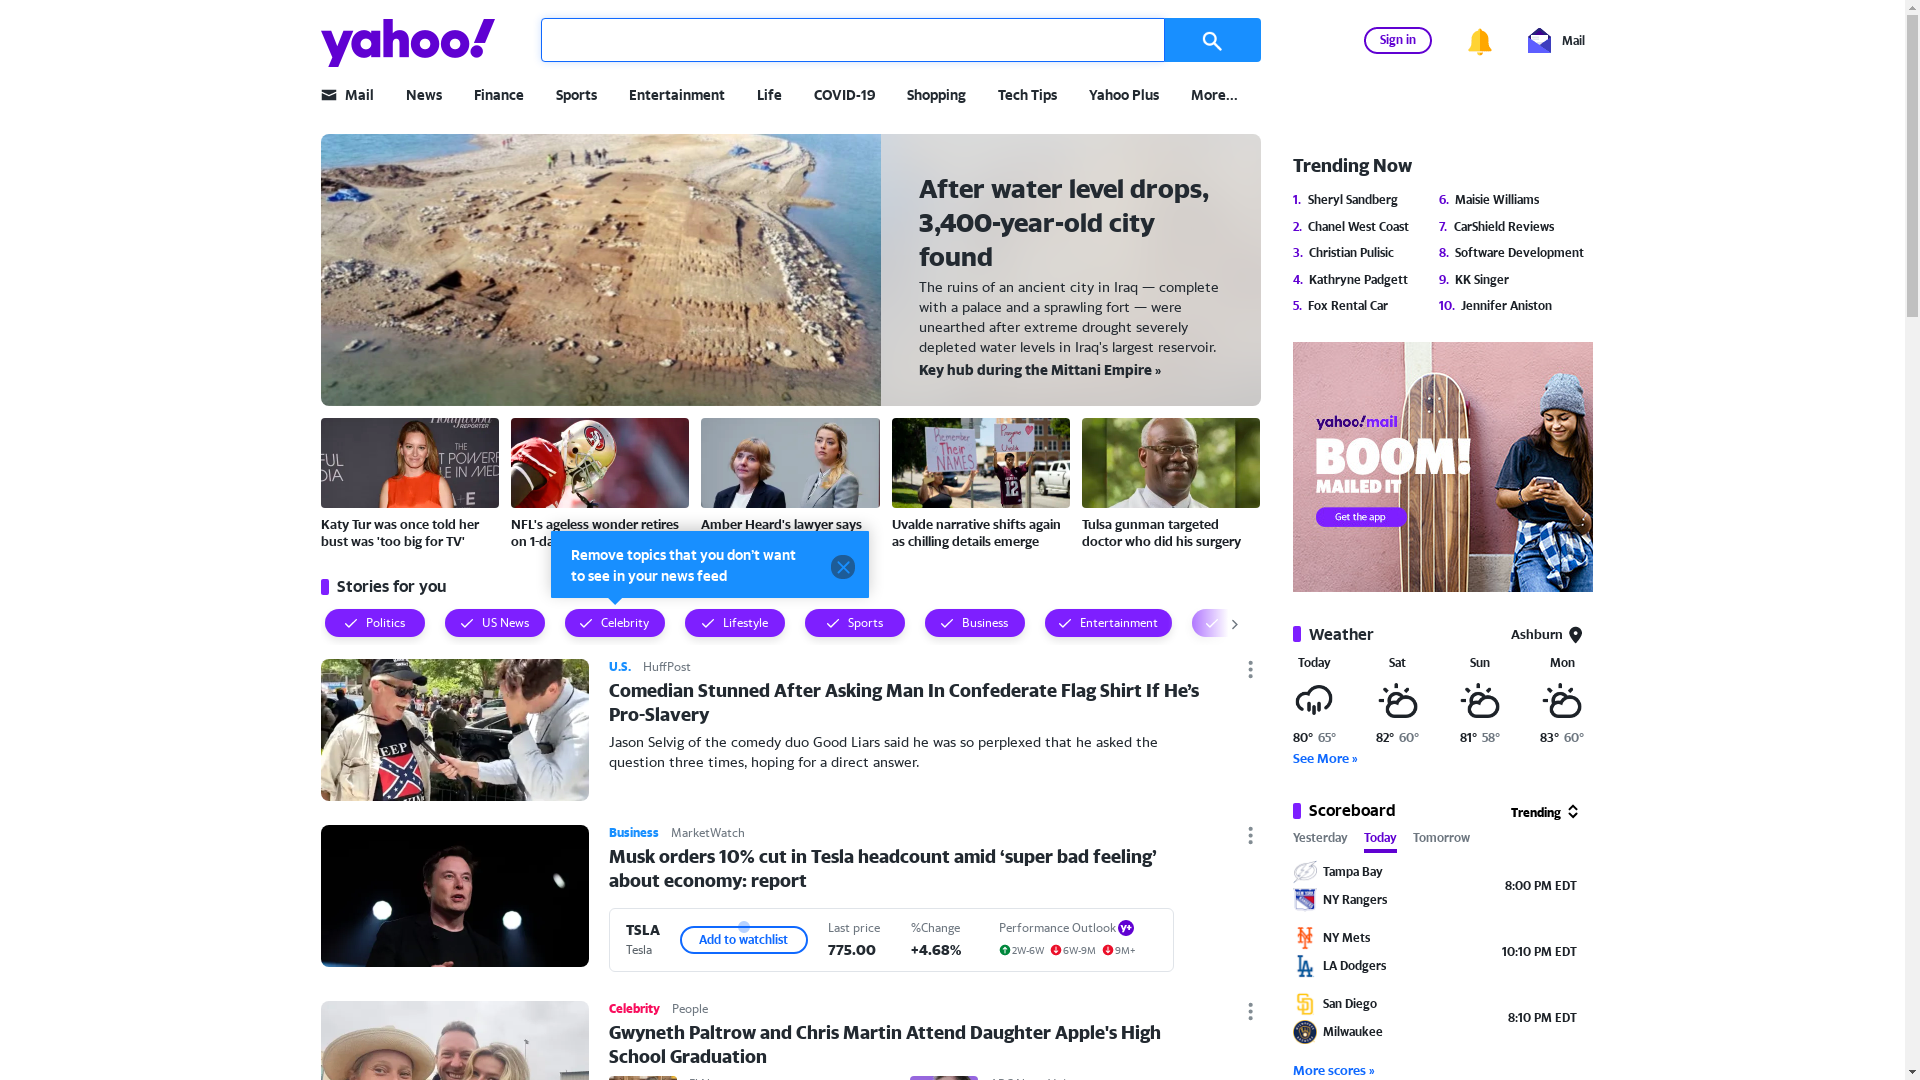 yahoo!
Sign in
Mail
Mail
News
Finance
Sports
Entertainment
Life
COVID-19
Shopping
Tech Tips
Yahoo Plus
More...
After water level drops,
3,400-year-old city
found
The ruins of an ancient city in Iraq — complete
with a palace and a sprawling fort — were
unearthed after extreme drought severely
depleted water levels in Iraq's largest reservoir.
Key hub during the Mittani Empire »
Katy Tur was once told her
bust was 'too big for TV'
NFL's ageless wonder retires
on 1-da
Amber Heard's lawyer says
Uvalde narrative shifts again
as chilling details emerge
Tulsa gunman targeted
doctor who did his surgery
Remove topics that you don't want
to see in your news feed
Stories for you
Politics
US News
Celebrity
Lifestyle
Sports
Business
Entertainment
U.S. HuffPost
Comedian Stunned After Asking Man In Confederate Flag Shirt If He’s
Pro-Slavery
Jason Selvig of the comedy duo Good Liars said he was so perplexed that he asked the
question three times, hoping for a direct answer.
Business MarketWatch
Musk orders 10% cut in Tesla headcount amid ‘super bad feeling’
about economy: report
TSLA
Tesla
Add to watchlist
Last price
775.00
%Change
+4.68%
Performance Outlook y+
2W-6W 6W-9M 9M+
Celebrity People
Gwyneth Paltrow and Chris Martin Attend Daughter Apple's High
School Graduation
Trending Now
1. Sheryl Sandberg
2. Chanel West Coast
3. Christian Pulisic
4. Kathryne Padgett
5. Fox Rental Car
6. Maisie Williams
7. CarShield Reviews
8. Software Development
9. KK Singer
10. Jennifer Aniston
yahoo!mail
BOOM!
MAILED IT
Get the app
Weather
Ashburn
Today Sat Sun Mon
80° 65° 82° 60° 81° 58° 83° 60°
See More »
Scoreboard
Trending
Yesterday Today Tomorrow
Tampa Bay
NY Rangers
8:00 PM EDT
NY Mets
LA Dodgers
10:10 PM EDT
San Diego
Milwaukee
8:10 PM EDT
More scores »